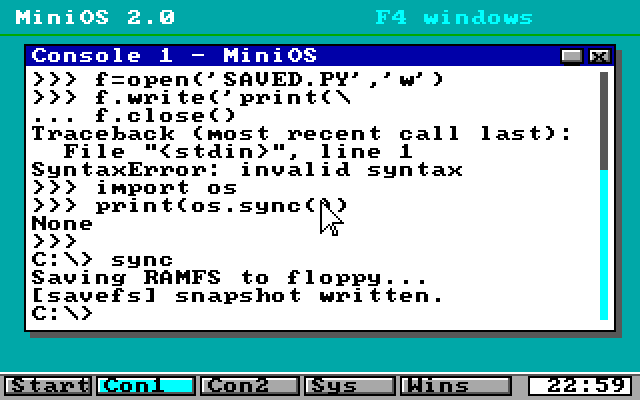 MiniOS 2.0 F4 windows
Console 1 - MiniOS
>>> f=open('SAVED.PY','w')
>>> f.write('print(\
... f.close()
Traceback (most recent call last):
  File "<stdin>", line 1
SyntaxError: invalid syntax
>>> import os
>>> print(os.sync())
None
>>>
C:\> sync
Saving RAMFS to floppy...
[savefs] snapshot written.
C:\>
Start Con1 Con2 Sys Wins 22:59